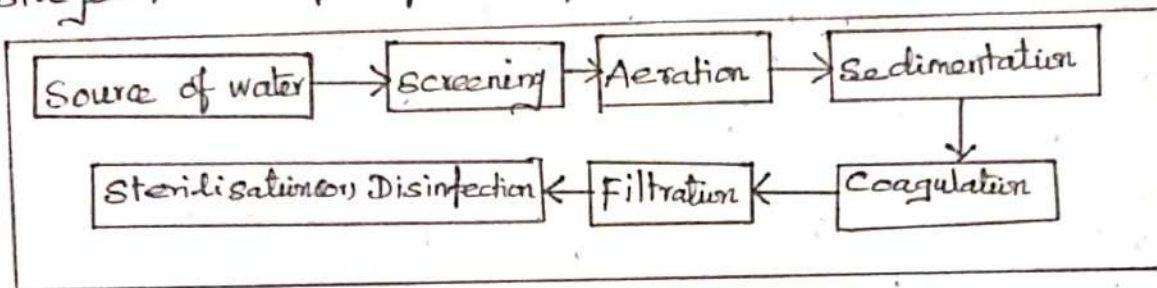 Source of water → Screening → Aeration → Sedimentation
Sterilisation (or) Disinfection ← Filtration ← Coagulation